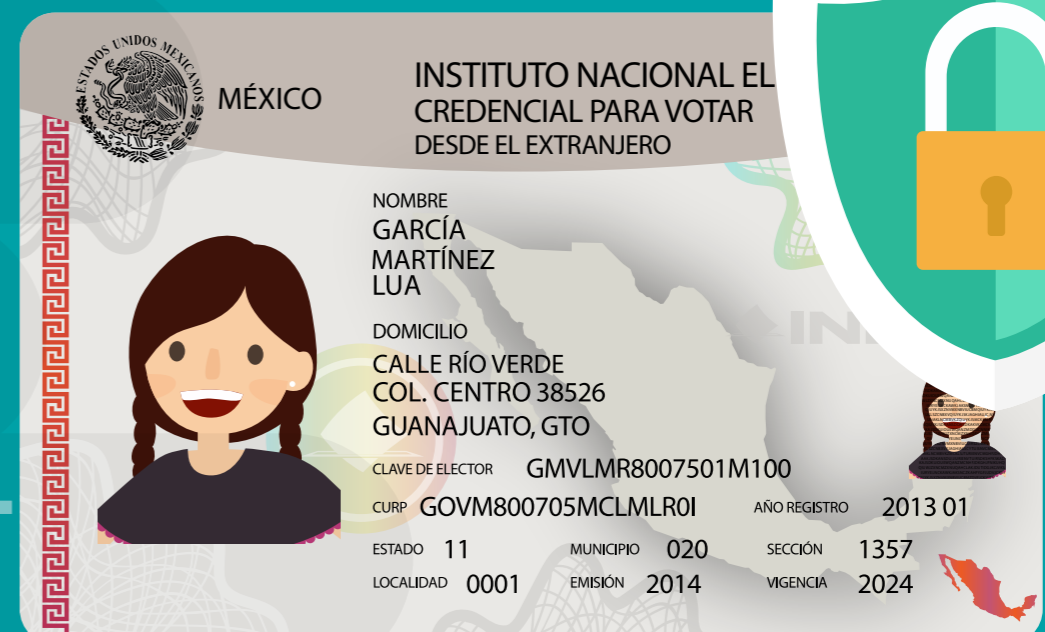 ESTADOS UNIDOS MEXICANOS
MÉXICO
INSTITUTO NACIONAL EL
CREDENCIAL PARA VOTAR
DESDE EL EXTRANJERO
NOMBRE
GARCÍA
MARTÍNEZ
LUA
DOMICILIO
CALLE RÍO VERDE
COL. CENTRO 38526
GUANAJUATO, GTO
CLAVE DE ELECTOR GMVLMR8007501M100
CURP GOVM800705MCLMLR0I AÑO REGISTRO 2013 01
ESTADO 11 MUNICIPIO 020 SECCIÓN 1357
LOCALIDAD 0001 EMISIÓN 2014 VIGENCIA 2024